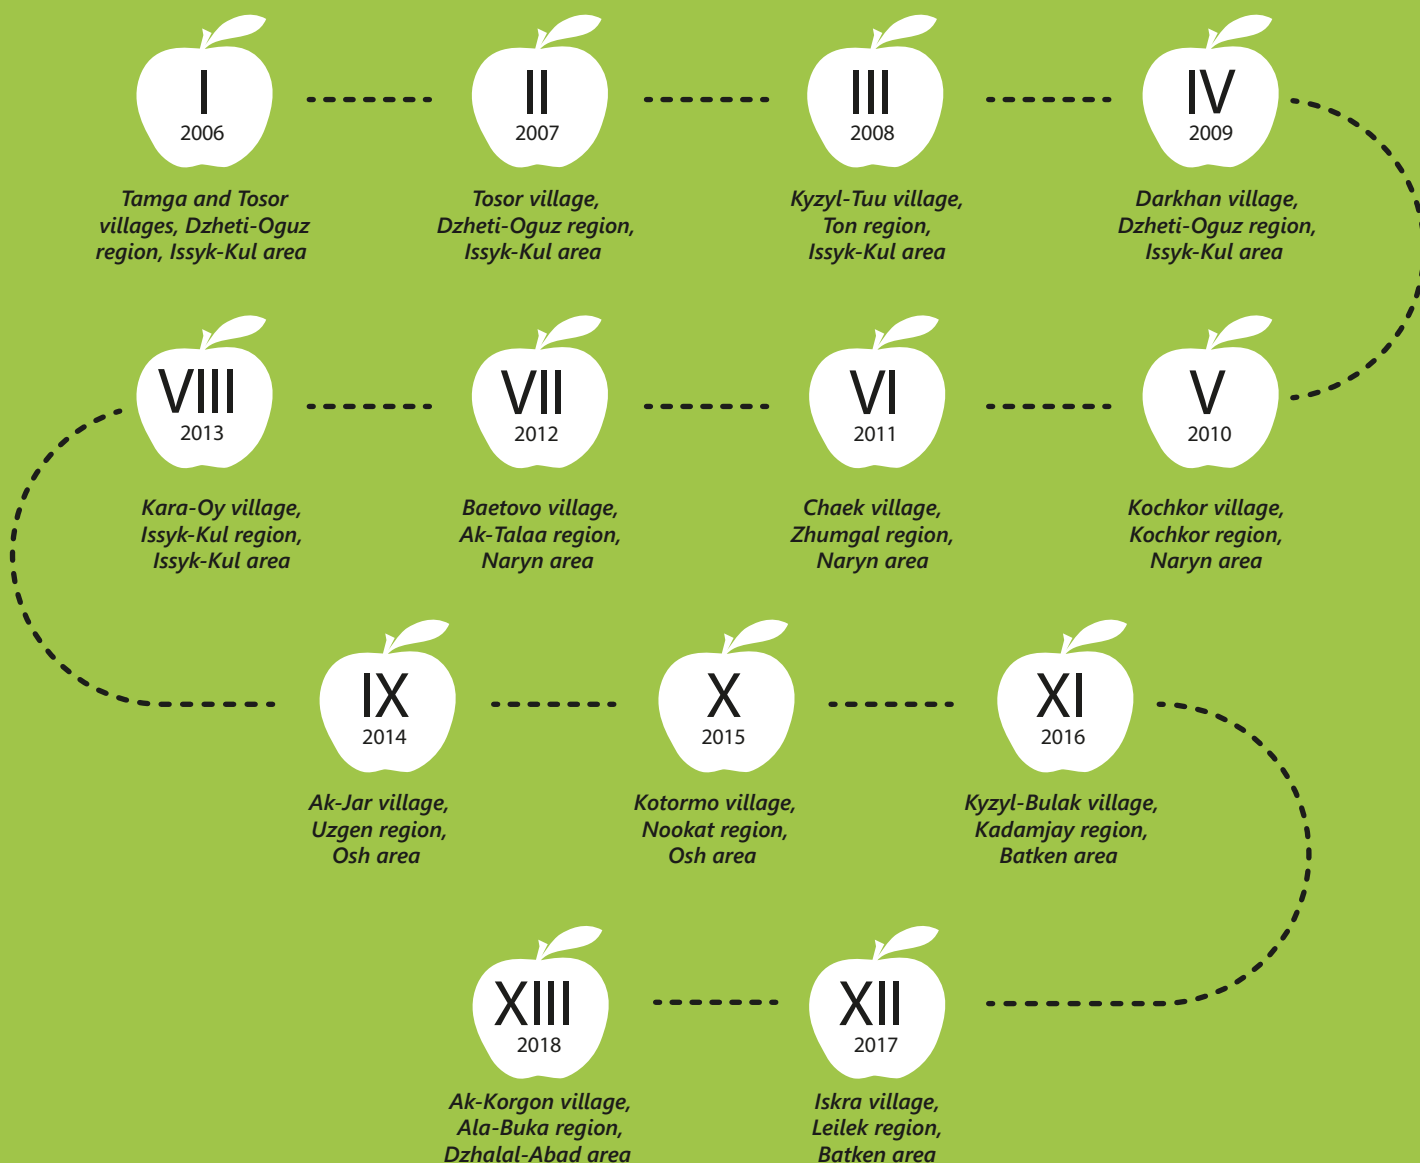 I
2006
Tamga and Tosor
villages, Dzheti-Oguz
region, Issyk-Kul area
II
2007
Tosor village,
Dzheti-Oguz region,
Issyk-Kul area
III
2008
Kyzyl-Tuu village,
Ton region,
Issyk-Kul area
IV
2009
Darkhan village,
Dzheti-Oguz region,
Issyk-Kul area
V
2010
Kochkor village,
Kochkor region,
Naryn area
VI
2011
Chaek village,
Zhumgal region,
Naryn area
VII
2012
Baetovo village,
Ak-Talaa region,
Naryn area
VIII
2013
Kara-Oy village,
Issyk-Kul region,
Issyk-Kul area
IX
2014
Ak-Jar village,
Uzgen region,
Osh area
X
2015
Kotormo village,
Nookat region,
Osh area
XI
2016
Kyzyl-Bulak village,
Kadamjay region,
Batken area
XII
2017
Iskra village,
Leilek region,
Batken area
XIII
2018
Ak-Korgon village,
Ala-Buka region,
Dzhalal-Abad area